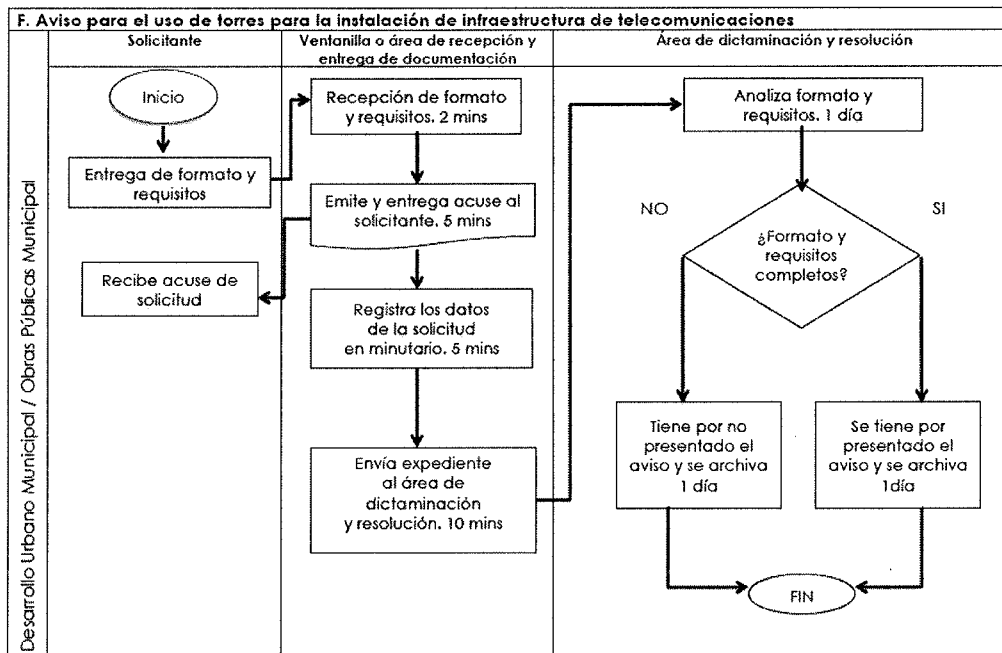 F. Aviso para el uso de torres para la instalación de infraestructura de telecomunicaciones
Desarrollo Urbano Municipal / Obras Públicas Municipal
Solicitante
Inicio
Entrega de formato y
requisitos
Recibe acuse de
solicitud
Ventanilla o área de recepción y
entrega de documentación
Recepción de formato
y requisitos. 2 mins
Emite y entrega acuse al
solicitante. 5 mins
Registra los datos
de la solicitud
en minutario. 5 mins
Envía expediente
al área de
dictaminación
y resolución. 10 mins
Área de dictaminación y resolución
Analiza formato y
requisitos. 1 día
NO
SI
¿Formato y
requisitos
completos?
Tiene por no
presentado el
aviso y se archiva
1 día
Se tiene por
presentado el
aviso y se archiva
1día
FIN